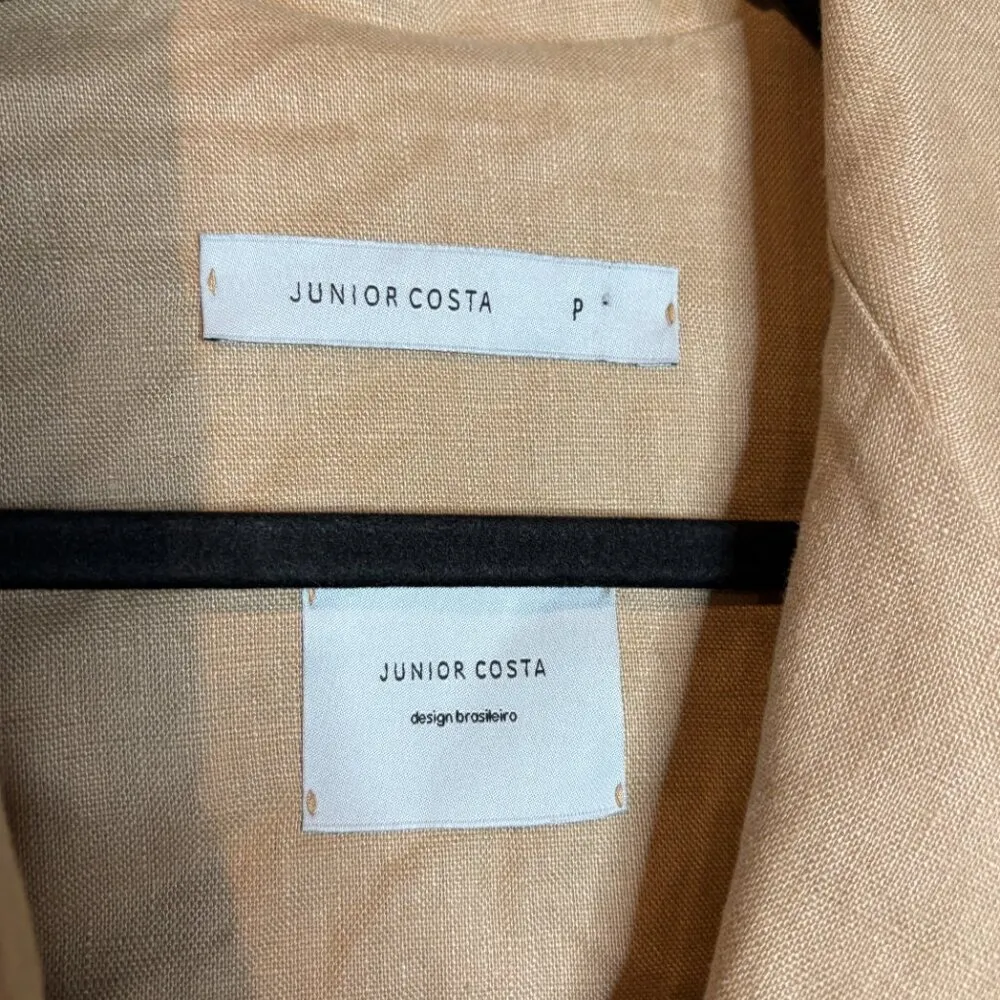 JUNIOR COSTA P
JUNIOR COSTA
design brasileiro